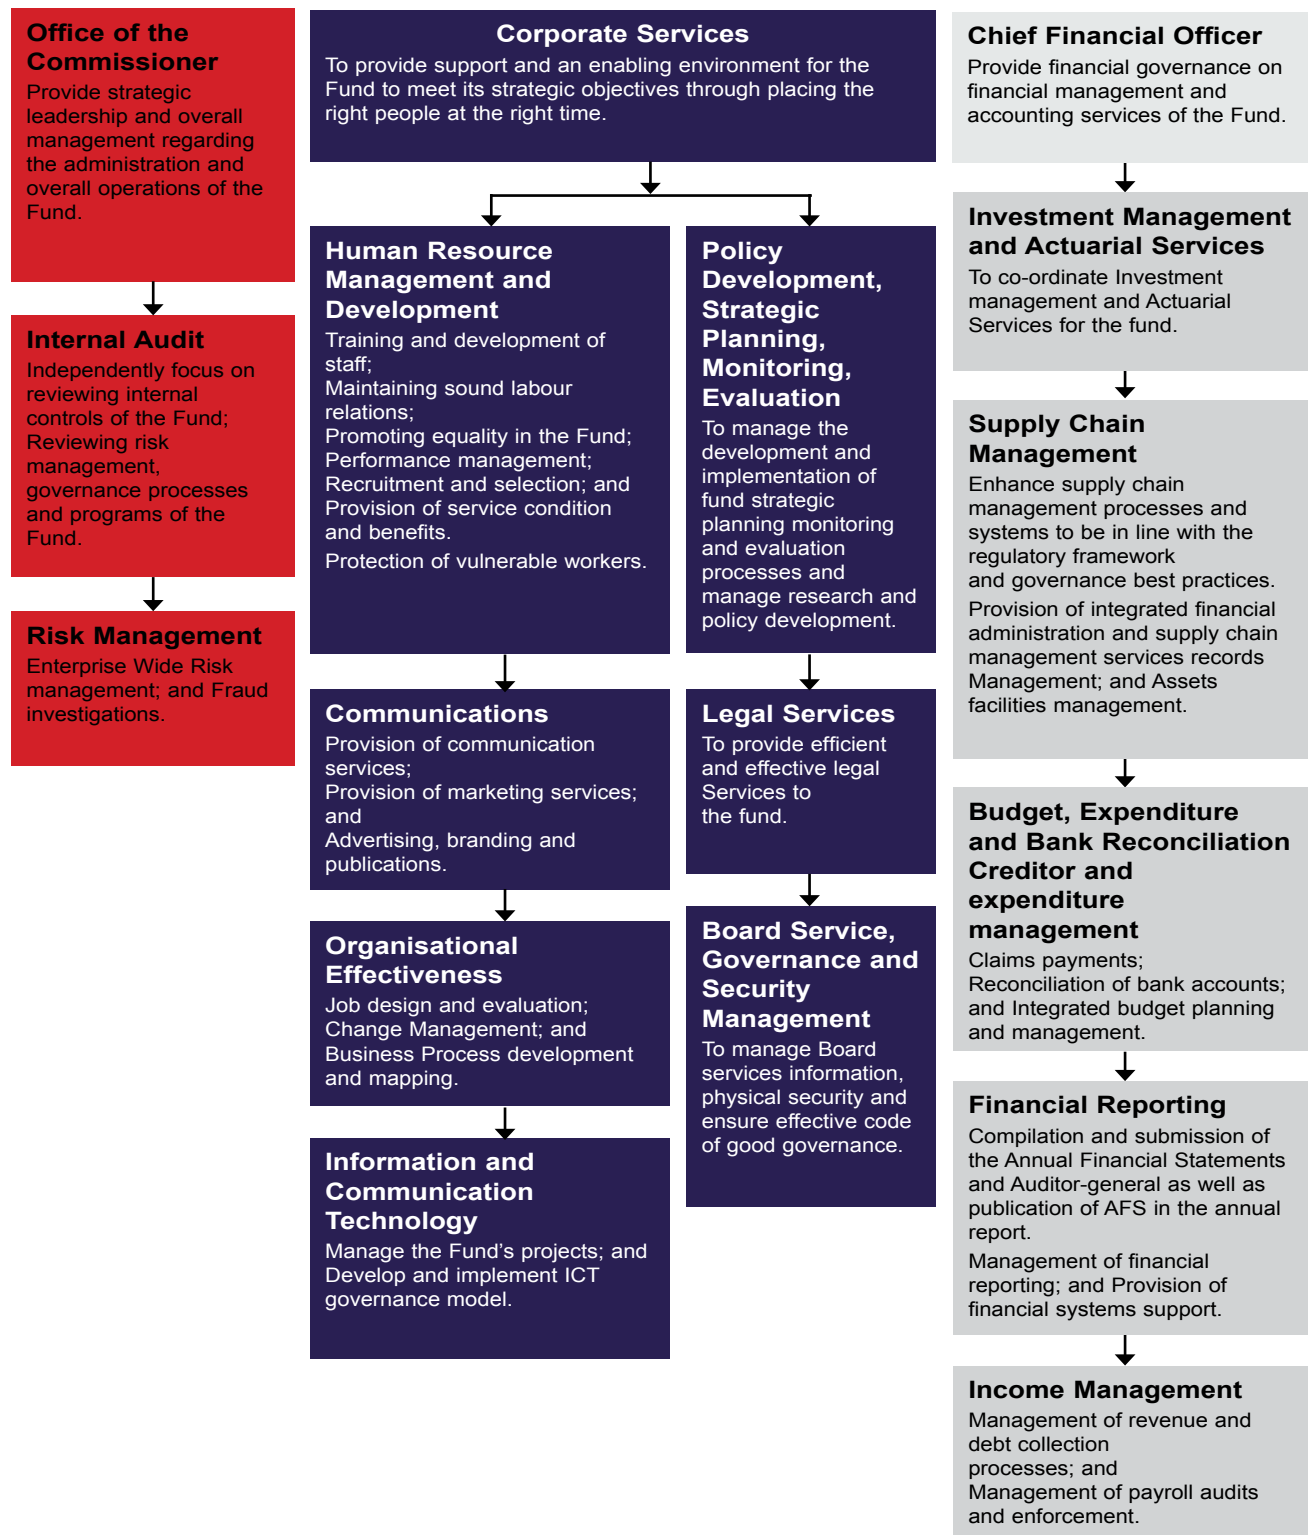 Office of the
Commissioner
Provide strategic
leadership and overall
management regarding
the administration and
overall operations of the
Fund.
Internal Audit
Independently focus on
reviewing internal
controls of the Fund;
Reviewing risk
management,
governance processes
and programs of the
Fund.
Risk Management
Enterprise Wide Risk
management; and Fraud
investigations.
Corporate Services
To provide support and an enabling environment for the
Fund to meet its strategic objectives through placing the
right people at the right time.
Human Resource
Management and
Development
Training and development of
staff;
Maintaining sound labour
relations;
Promoting equality in the Fund;
Performance management;
Recruitment and selection; and
Provision of service condition
and benefits.
Protection of vulnerable workers.
Communications
Provision of communication
services;
Provision of marketing services;
and
Advertising, branding and
publications.
Organisational
Effectiveness
Job design and evaluation;
Change Management; and
Business Process development
and mapping.
Information and
Communication
Technology
Manage the Fund's projects; and
Develop and implement ICT
governance model.
Policy
Development,
Strategic
Planning,
Monitoring,
Evaluation
To manage the
development and
implementation of
fund strategic
planning monitoring
and evaluation
processes and
manage research and
policy development.
Legal Services
To provide efficient
and effective legal
Services to
the fund.
Board Service,
Governance and
Security
Management
To manage Board
services information,
physical security and
ensure effective code
of good governance.
Chief Financial Officer
Provide financial governance on
financial management and
accounting services of the Fund.
Investment Management
and Actuarial Services
To co-ordinate Investment
management and Actuarial
Services for the fund.
Supply Chain
Management
Enhance supply chain
management processes and
systems to be in line with the
regulatory framework
and governance best practices.
Provision of integrated financial
administration and supply chain
management services records
Management; and Assets
facilities management.
Budget, Expenditure
and Bank Reconciliation
Creditor and
expenditure
management
Claims payments;
Reconciliation of bank accounts;
and Integrated budget planning
and management.
Financial Reporting
Compilation and submission of
the Annual Financial Statements
and Auditor-general as well as
publication of AFS in the annual
report.
Management of financial
reporting; and Provision of
financial systems support.
Income Management
Management of revenue and
debt collection
processes; and
Management of payroll audits
and enforcement.